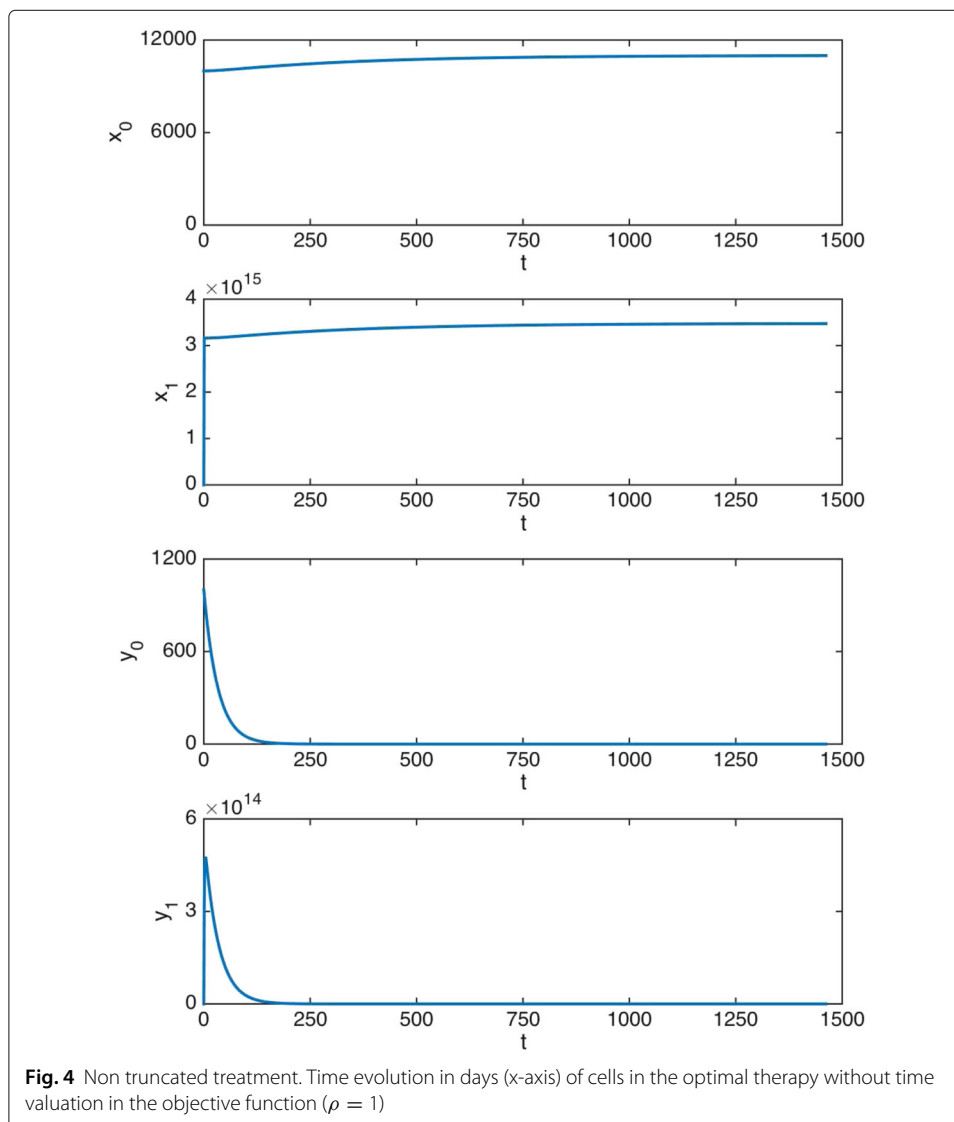 12000
6000
0
x0
0 250 500 750 1000 1250 1500
t
×10^15
4
3
2
1
0
x1
0 250 500 750 1000 1250 1500
t
1200
600
0
y0
0 250 500 750 1000 1250 1500
t
×10^14
6
3
0
y1
0 250 500 750 1000 1250 1500
t
Fig. 4 Non truncated treatment. Time evolution in days (x-axis) of cells in the optimal therapy without time
valuation in the objective function (ρ = 1)